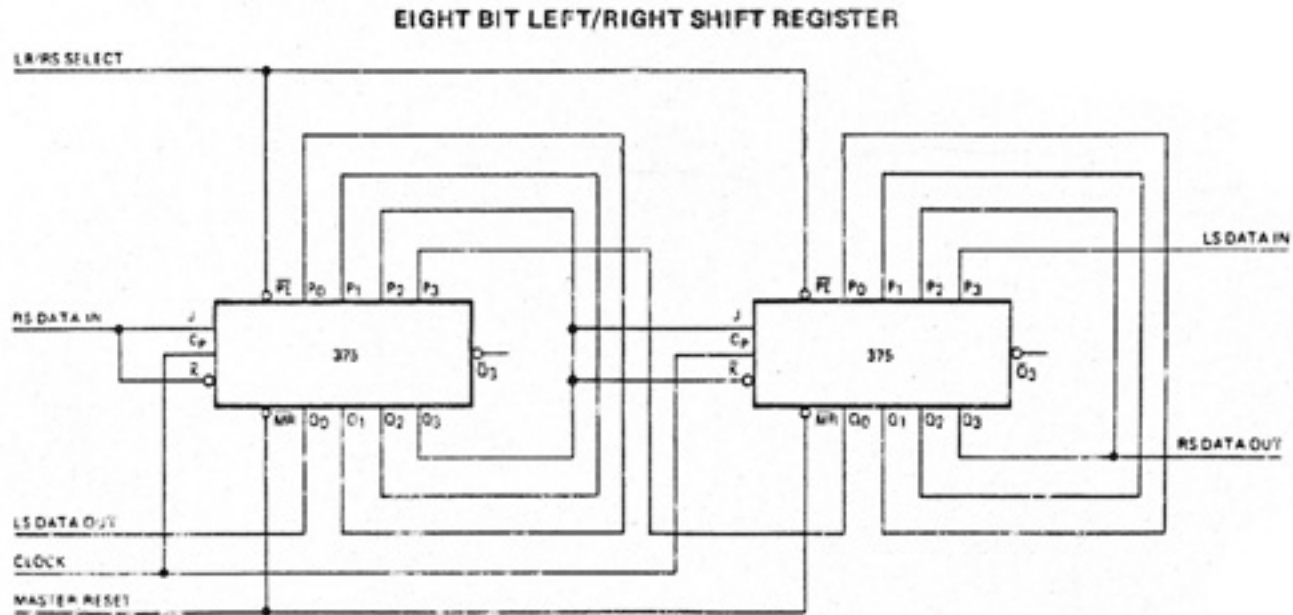 EIGHT BIT LEFT/RIGHT SHIFT REGISTER
LR/RS SELECT
LS DATA IN
PE P0 P1 P2 P3
PE P0 P1 P2 P3
RS DATA IN
J
CP
K
375
Q3
J
CP
K
375
Q3
MR Q0 Q1 Q2 Q3
MR Q0 Q1 Q2 Q3
RS DATA OUT
LS DATA OUT
CLOCK
MASTER RESET